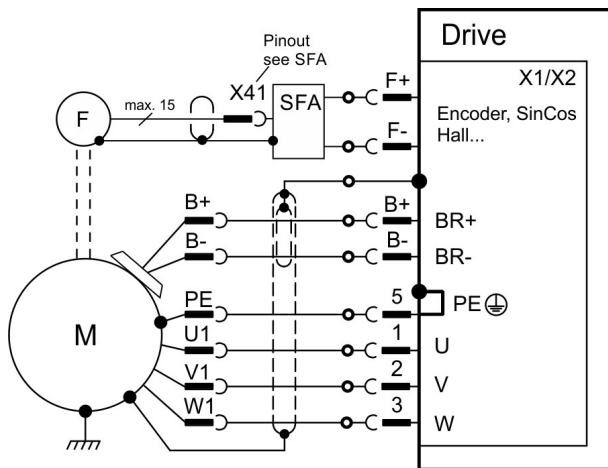 Drive
Pinout
see SFA
X1/X2
X41
SFA
F+
F
max. 15
Encoder, SinCos
Hall...
F-
B+
B+
BR+
B-
B-
BR-
PE
5
PE
M
U1
1
U
V1
2
V
W1
3
W